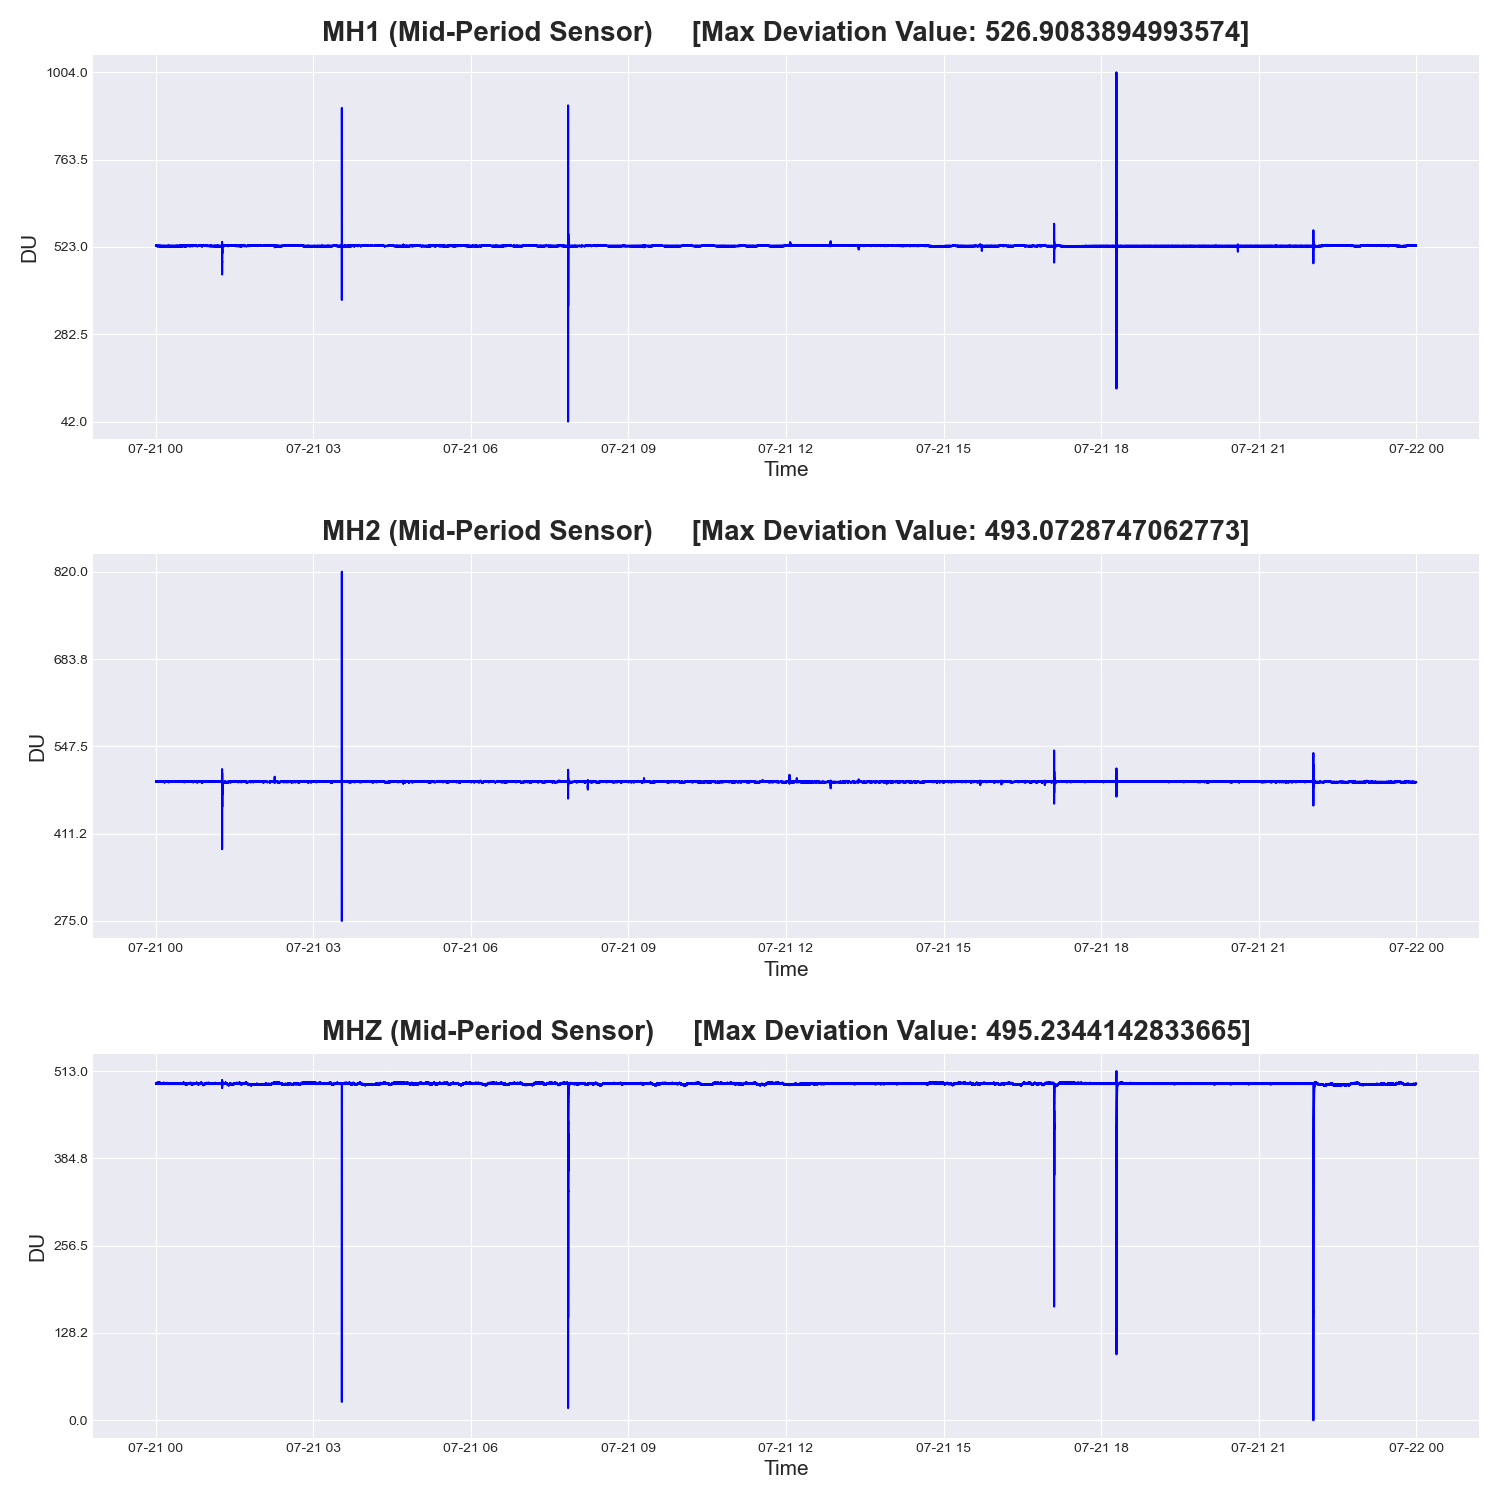 MH1 (Mid-Period Sensor) [Max Deviation Value: 526.9083894993574]
1004.0
763.5
523.0
282.5
42.0
DU
07-21 00 07-21 03 07-21 06 07-21 09 07-21 12 07-21 15 07-21 18 07-21 21 07-22 00
Time
MH2 (Mid-Period Sensor) [Max Deviation Value: 493.0728747062773]
820.0
683.8
547.5
411.2
275.0
DU
07-21 00 07-21 03 07-21 06 07-21 09 07-21 12 07-21 15 07-21 18 07-21 21 07-22 00
Time
MHZ (Mid-Period Sensor) [Max Deviation Value: 495.2344142833665]
513.0
384.8
256.5
128.2
0.0
DU
07-21 00 07-21 03 07-21 06 07-21 09 07-21 12 07-21 15 07-21 18 07-21 21 07-22 00
Time